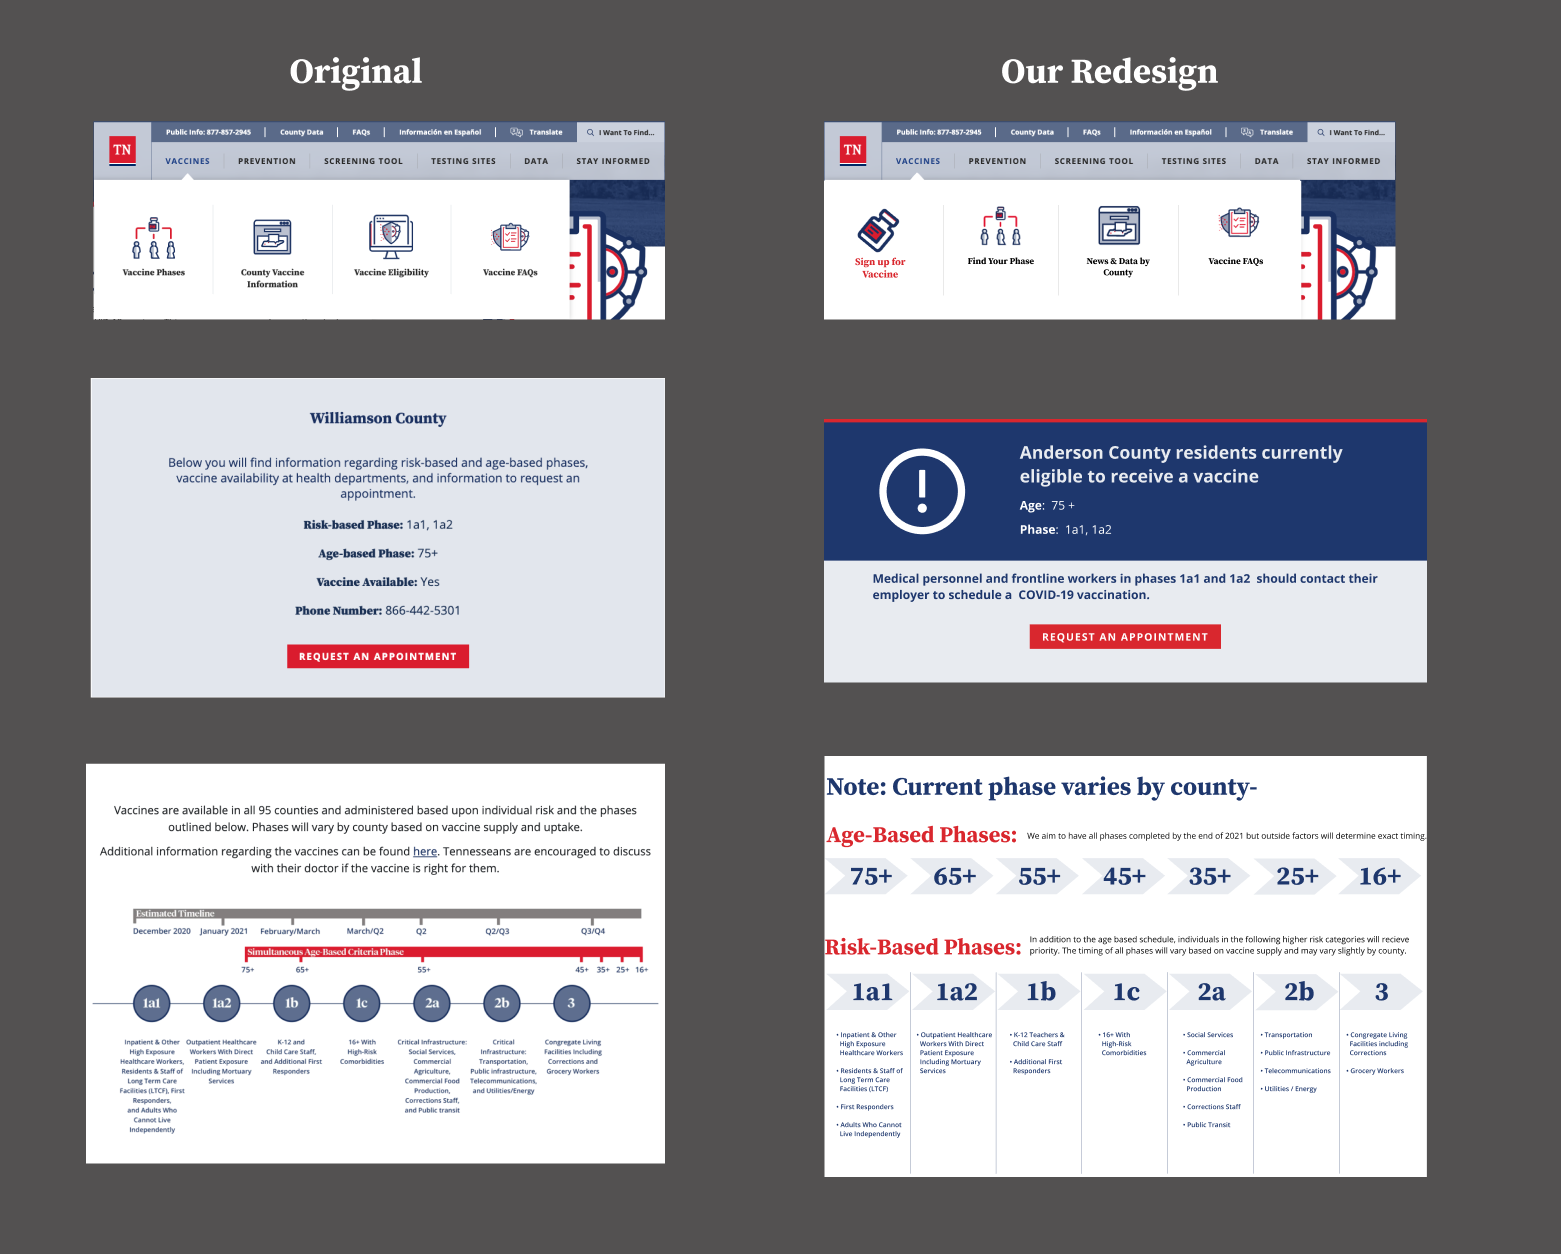 Original
Our Redesign
TN
Public Info: 877-857-2945
County Data
FAQs
Información en Español
Translate
I Want To Find...
VACCINES
PREVENTION
SCREENING TOOL
TESTING SITES
DATA
STAY INFORMED
Vaccine Phases
County Vaccine
Information
Vaccine Eligibility
Vaccine FAQs
TN
Public Info: 877-857-2945
County Data
FAQs
Información en Español
Translate
I Want To Find...
VACCINES
PREVENTION
SCREENING TOOL
TESTING SITES
DATA
STAY INFORMED
Sign up for
Vaccine
Find Your Phase
News & Data by
County
Vaccine FAQs
Williamson County
Below you will find information regarding risk-based and age-based phases,
vaccine availability at health departments, and information to request an
appointment.
Risk-based Phase: 1a1, 1a2
Age-based Phase: 75+
Vaccine Available: Yes
Phone Number: 866-442-5301
REQUEST AN APPOINTMENT
!
Anderson County residents currently
eligible to receive a vaccine
Age: 75 +
Phase: 1a1, 1a2
Medical personnel and frontline workers in phases 1a1 and 1a2 should contact their
employer to schedule a COVID-19 vaccination.
REQUEST AN APPOINTMENT
Vaccines are available in all 95 counties and administered based upon individual risk and the phases
outlined below. Phases will vary by county based on vaccine supply and uptake.
Additional information regarding the vaccines can be found here. Tennesseans are encouraged to discuss
with their doctor if the vaccine is right for them.
Estimated Timeline
December 2020
January 2021
February/March
March/Q2
Q2
Q2/Q3
Q3/Q4
Simultaneous Age-Based Criteria Phase
75+
65+
55+
45+
35+
25+
16+
1a1
1a2
1b
1c
2a
2b
3
Inpatient & Other
High Exposure
Healthcare Workers,
Residents & Staff of
Long Term Care
Facilities (LTCF), First
Responders,
and Adults Who
Cannot Live
Independently
Outpatient Healthcare
Workers With Direct
Patient Exposure
Including Mortuary
Services
K-12 and
Child Care Staff,
and Additional First
Responders
16+ With
High-Risk
Comorbidities
Critical Infrastructure:
Social Services,
Commercial
Agriculture,
Commercial Food
Production,
Corrections Staff,
and Public transit
Critical
Infrastructure:
Transportation,
Public infrastructure,
Telecommunications,
and Utilities/Energy
Congregate Living
Facilities Including
Corrections and
Grocery Workers
Note: Current phase varies by county-
Age-Based Phases:
We aim to have all phases completed by the end of 2021 but outside factors will determine exact timing.
75+
65+
55+
45+
35+
25+
16+
Risk-Based Phases:
In addition to the age based schedule, individuals in the following higher risk categories will recieve
priority. The timing of all phases will vary based on vaccine supply and may vary slightly by county.
1a1
1a2
1b
1c
2a
2b
3
• Inpatient & Other
High Exposure
Healthcare Workers
• Residents & Staff of
Long Term Care
Facilities (LTCF)
• First Responders
• Adults Who Cannot
Live Independently
• Outpatient Healthcare
Workers With Direct
Patient Exposure
Including Mortuary
Services
• K-12 Teachers &
Child Care Staff
• Additional First
Responders
• 16+ With
High-Risk
Comorbidities
• Social Services
• Commercial
Agriculture
• Commercial Food
Production
• Corrections Staff
• Public Transit
• Transportation
• Public Infrastructure
• Telecommunications
• Utilities / Energy
• Congregate Living
Facilities including
Corrections
• Grocery Workers